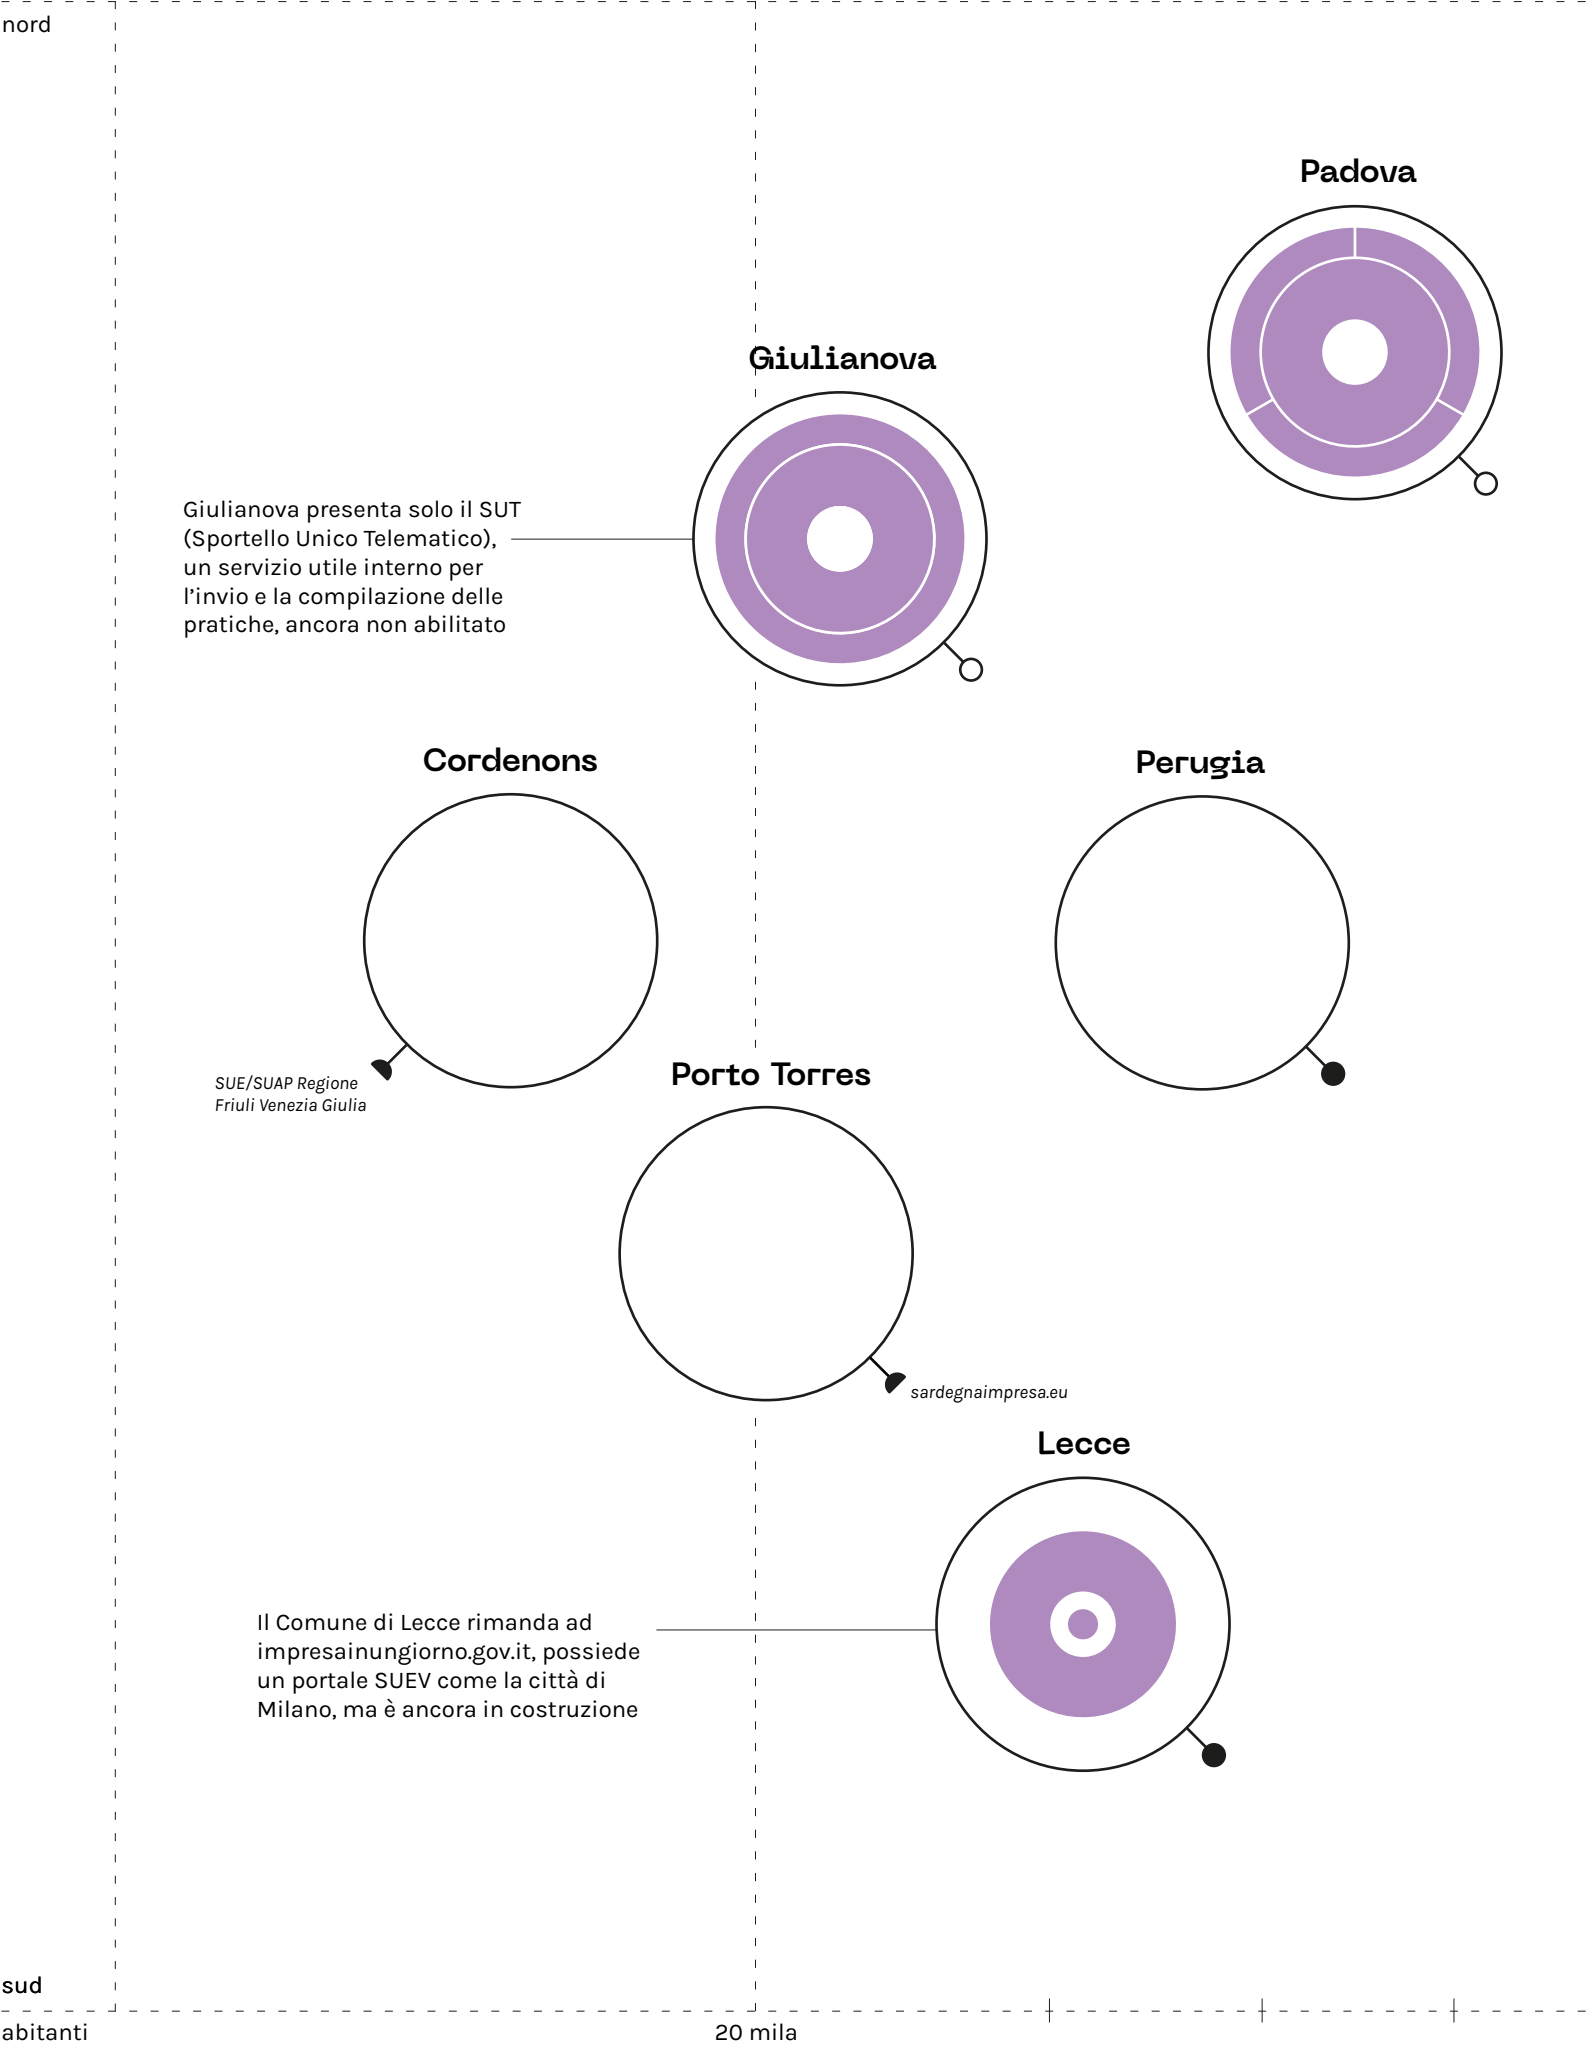 nord
Padova
Giulianova
Giulianova presenta solo il SUT
(Sportello Unico Telematico),
un servizio utile interno per
l’invio e la compilazione delle
pratiche, ancora non abilitato
Cordenons
Perugia
SUE/SUAP Regione
Friuli Venezia Giulia
Porto Torres
sardegnaimpresa.eu
Lecce
Il Comune di Lecce rimanda ad
impresainungiorno.gov.it, possiede
un portale SUEV come la città di
Milano, ma è ancora in costruzione
sud
abitanti
20 mila